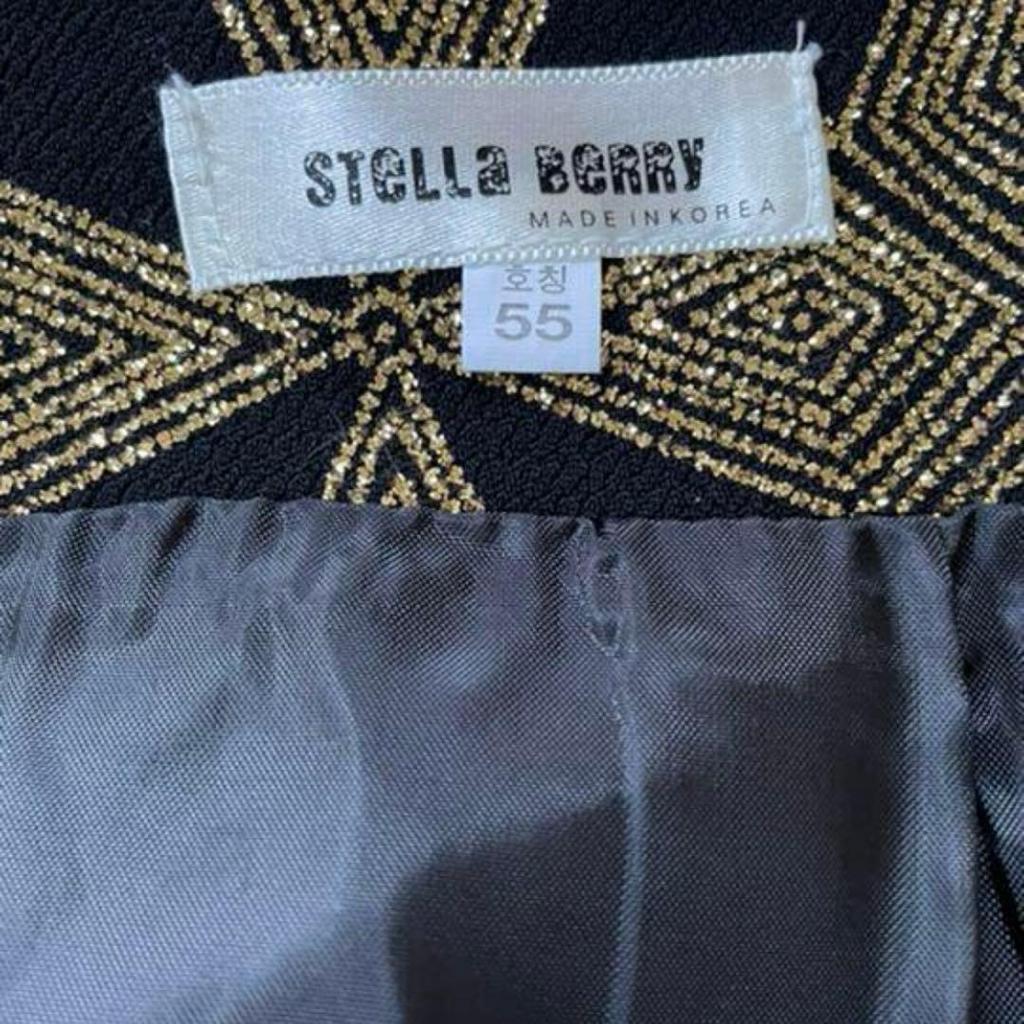 STeLLa BeRRY
MADE IN KOREA
호칭
55